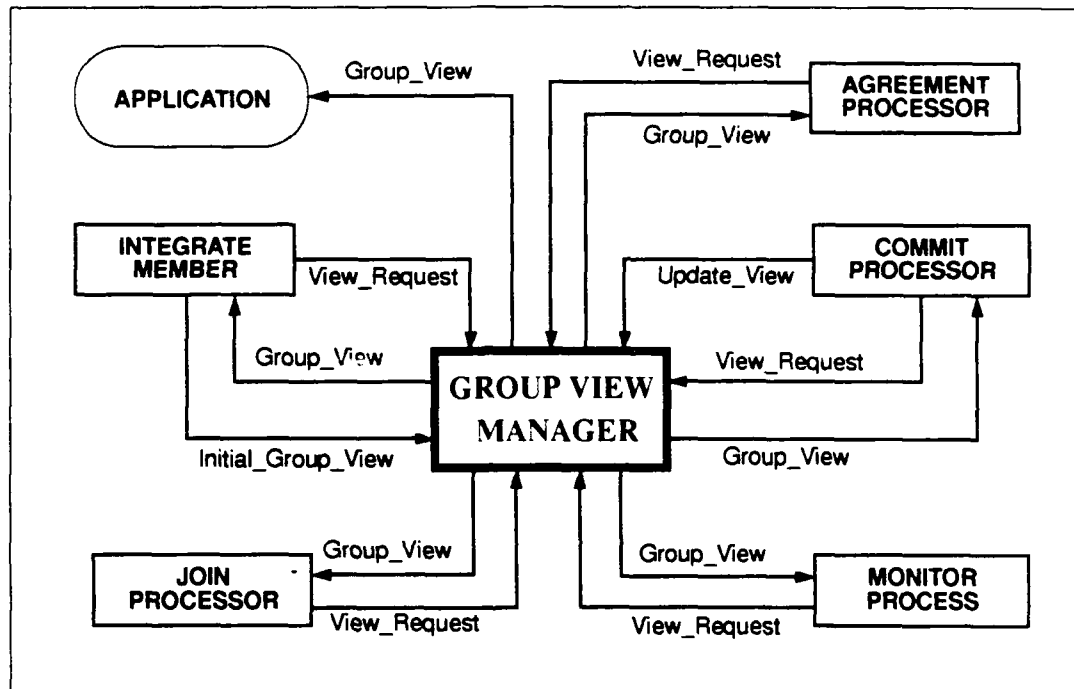 View_Request
Group_View
APPLICATION
AGREEMENT
PROCESSOR
Group_View
INTEGRATE
MEMBER
View_Request
Update_View
COMMIT
PROCESSOR
Group_View
View_Request
GROUP VIEW
MANAGER
Initial_Group_View
Group_View
Group_View
Group_View
JOIN
PROCESSOR
MONITOR
PROCESS
View_Request
View_Request